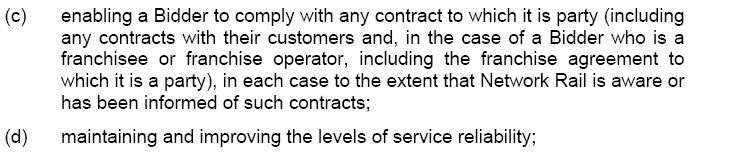 (c) enabling a Bidder to comply with any contract to which it is party (including
any contracts with their customers and, in the case of a Bidder who is a
franchisee or franchise operator, including the franchise agreement to
which it is a party), in each case to the extent that Network Rail is aware or
has been informed of such contracts;
(d) maintaining and improving the levels of service reliability;